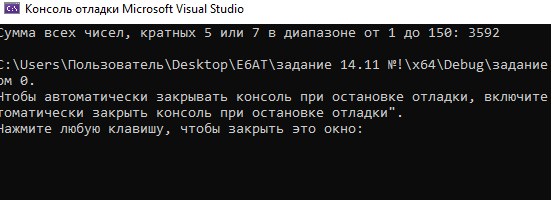 Консоль отладки Microsoft Visual Studio
Сумма всех чисел, кратных 5 или 7 в диапазоне от 1 до 150: 3592
C:\Users\Пользователь\Desktop\Е6АТ\задание 14.11 №!\x64\Debug\задание
ом 0.
Чтобы автоматически закрывать консоль при остановке отладки, включите
томатически закрыть консоль при остановке отладки".
Нажмите любую клавишу, чтобы закрыть это окно: